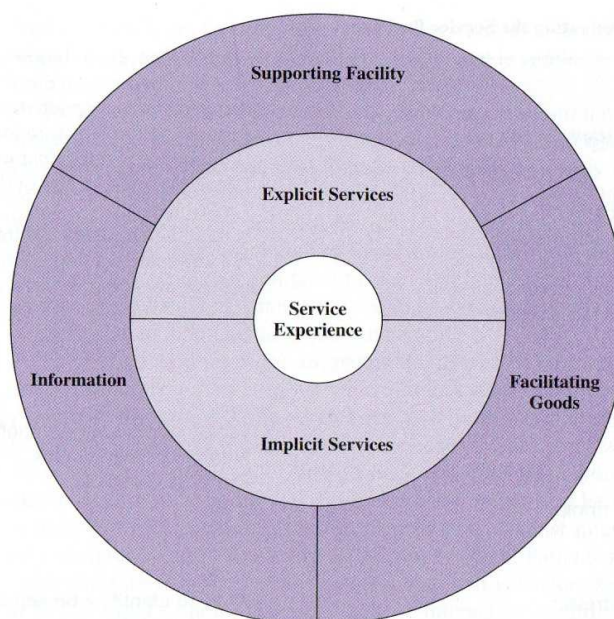 Supporting Facility
Explicit Services
Service
Experience
Information
Facilitating
Goods
Implicit Services